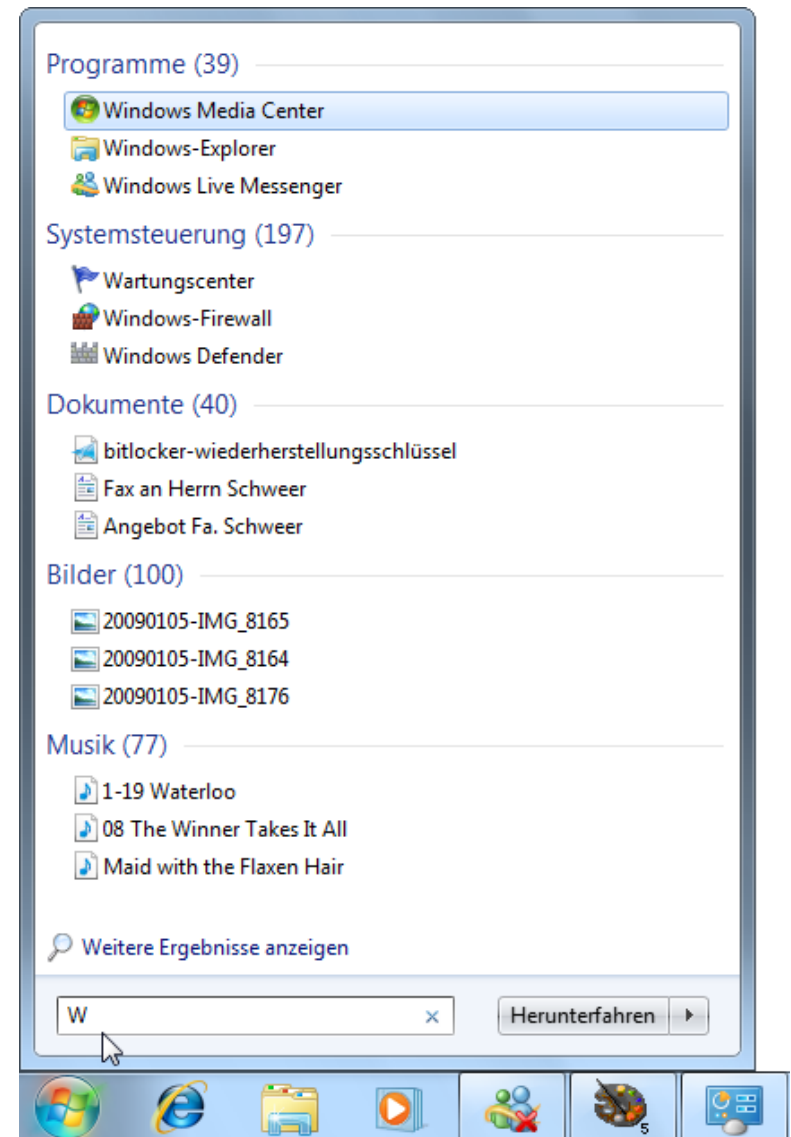 Programme (39)
Windows Media Center
Windows-Explorer
Windows Live Messenger
Systemsteuerung (197)
Wartungscenter
Windows-Firewall
Windows Defender
Dokumente (40)
bitlocker-wiederherstellungsschlüssel
Fax an Herrn Schweer
Angebot Fa. Schweer
Bilder (100)
20090105-IMG_8165
20090105-IMG_8164
20090105-IMG_8176
Musik (77)
1-19 Waterloo
08 The Winner Takes It All
Maid with the Flaxen Hair
Weitere Ergebnisse anzeigen
W Herunterfahren
5